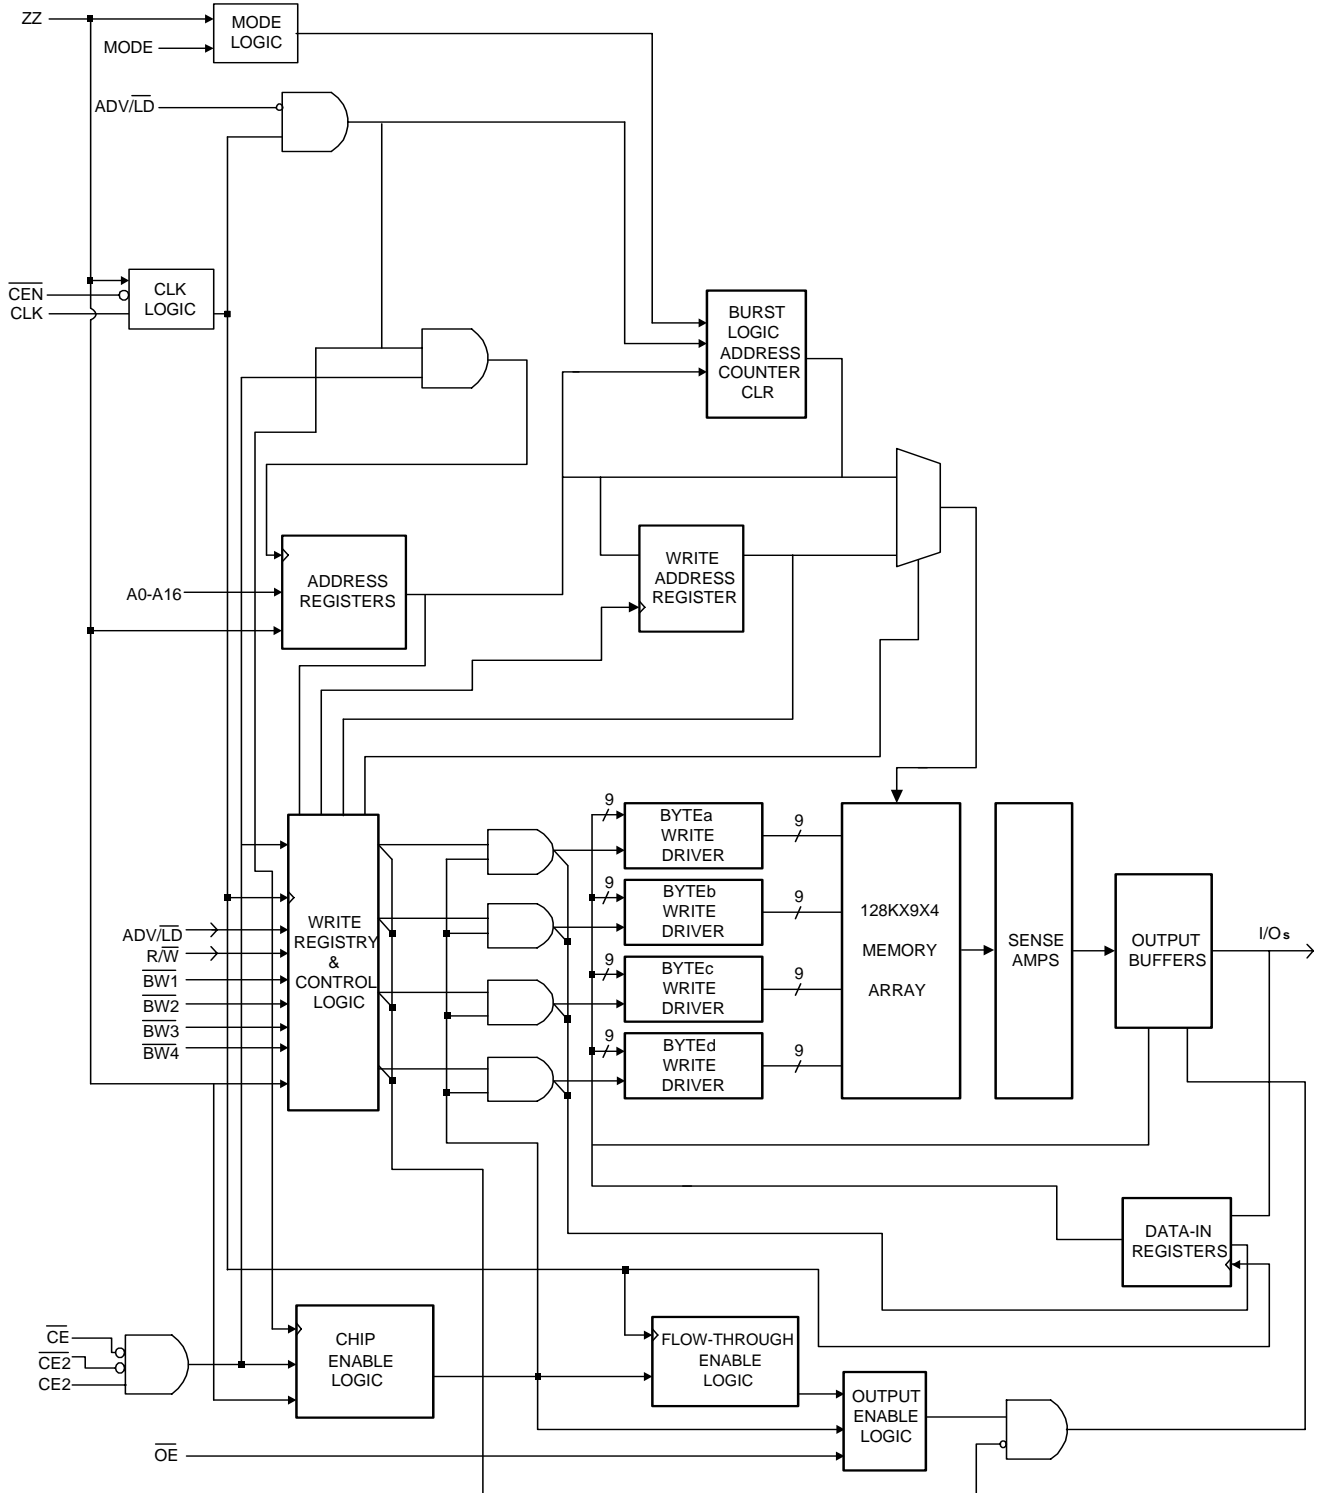 ZZ
MODE
LOGIC
MODE
ADV/LD
CEN
CLK
CLK
LOGIC
BURST
LOGIC
ADDRESS
COUNTER
CLR
A0-A16
ADDRESS
REGISTERS
WRITE
ADDRESS
REGISTER
ADV/LD
R/W
BW1
BW2
BW3
BW4
WRITE
REGISTRY
&
CONTROL
LOGIC
9
BYTEa
WRITE
DRIVER
9
9
BYTEb
WRITE
DRIVER
9
9
BYTEc
WRITE
DRIVER
9
9
BYTEd
WRITE
DRIVER
9
128KX9X4
MEMORY
ARRAY
SENSE
AMPS
OUTPUT
BUFFERS
I/Os
DATA-IN
REGISTERS
CE
CE2
CE2
CHIP
ENABLE
LOGIC
FLOW-THROUGH
ENABLE
LOGIC
OUTPUT
ENABLE
LOGIC
OE